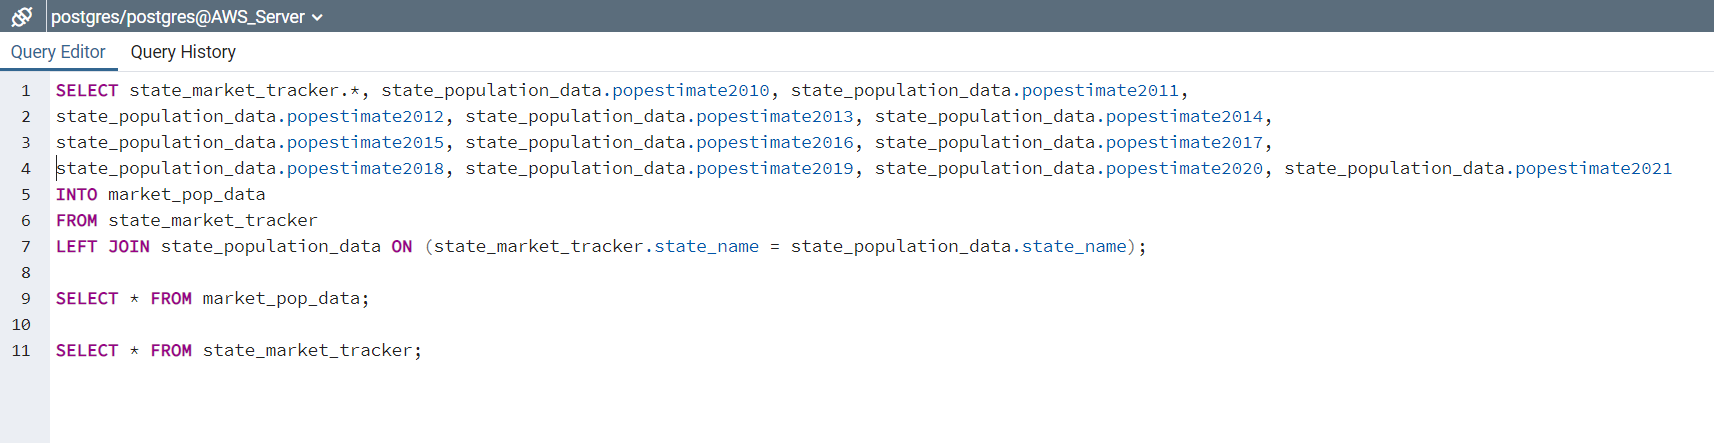 postgres/postgres@AWS_Server
Query Editor Query History
1 SELECT state_market_tracker.*, state_population_data.popestimate2010, state_population_data.popestimate2011,
2 state_population_data.popestimate2012, state_population_data.popestimate2013, state_population_data.popestimate2014,
3 state_population_data.popestimate2015, state_population_data.popestimate2016, state_population_data.popestimate2017,
4 state_population_data.popestimate2018, state_population_data.popestimate2019, state_population_data.popestimate2020, state_population_data.popestimate2021
5 INTO market_pop_data
6 FROM state_market_tracker
7 LEFT JOIN state_population_data ON (state_market_tracker.state_name = state_population_data.state_name);
8
9 SELECT * FROM market_pop_data;
10
11 SELECT * FROM state_market_tracker;